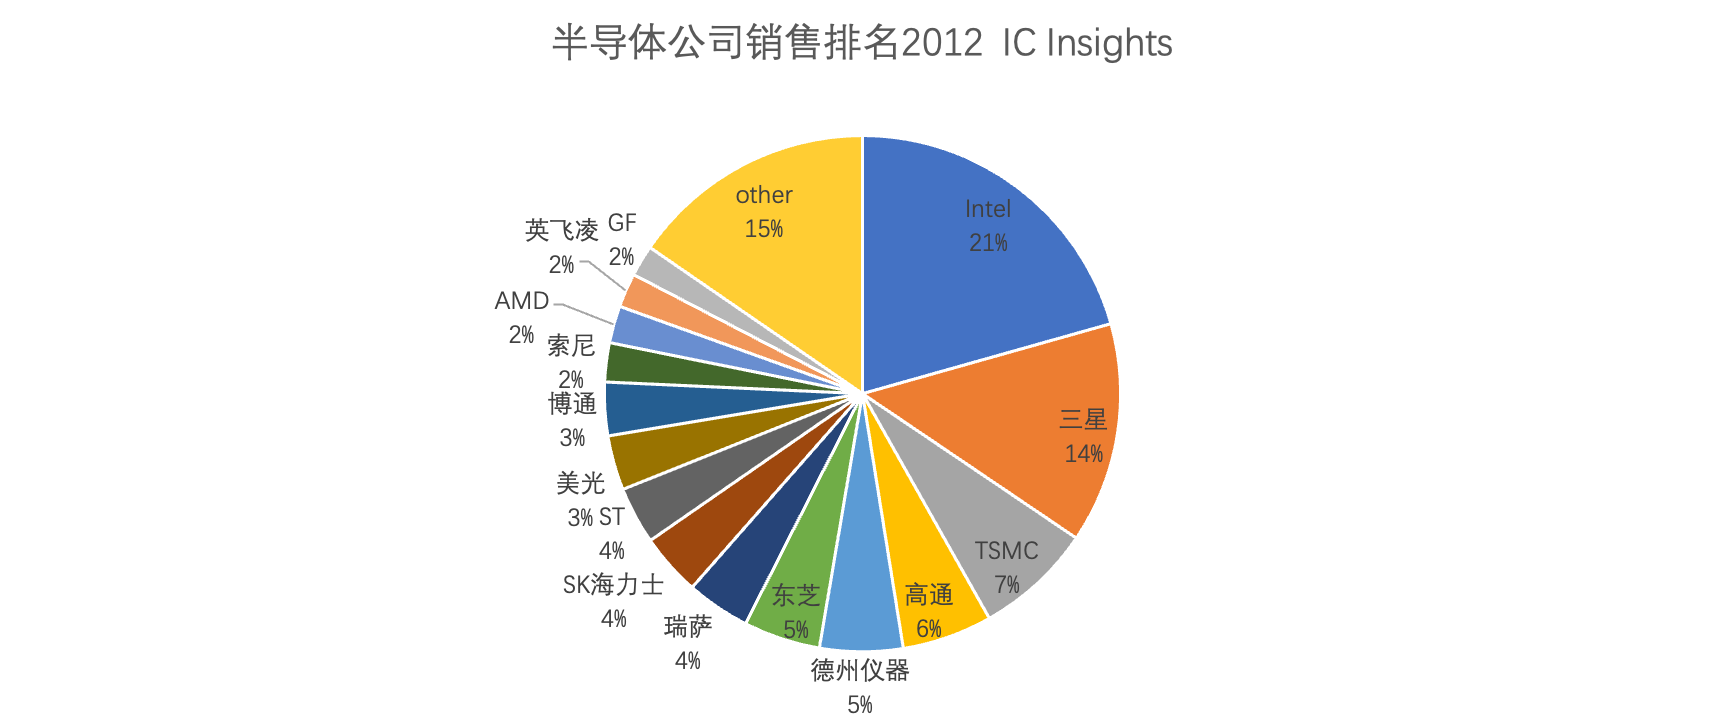 半导体公司销售排名2012 IC Insights
Intel
21%
三星
14%
TSMC
7%
高通
6%
德州仪器
5%
东芝
5%
瑞萨
4%
SK海力士
4%
ST
4%
美光
3%
博通
3%
索尼
2%
AMD
2%
英飞凌
2%
GF
2%
other
15%